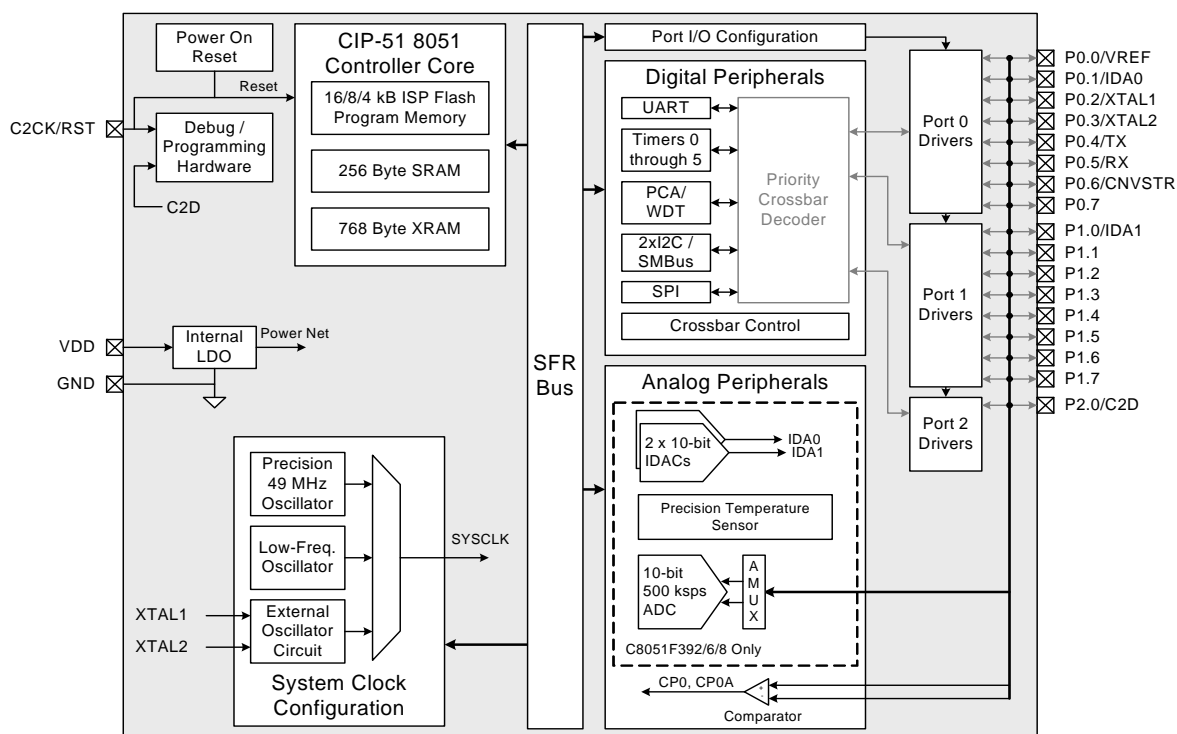 Power On
Reset
Reset
C2CK/RST
Debug /
Programming
Hardware
C2D
CIP-51 8051
Controller Core
16/8/4 kB ISP Flash
Program Memory
256 Byte SRAM
768 Byte XRAM
VDD
GND
Internal
LDO
Power Net
Precision
49 MHz
Oscillator
Low-Freq.
Oscillator
External
Oscillator
Circuit
XTAL1
XTAL2
SYSCLK
System Clock
Configuration
SFR
Bus
Port I/O Configuration
Digital Peripherals
UART
Timers 0
through 5
PCA/
WDT
2xI2C /
SMBus
SPI
Priority
Crossbar
Decoder
Crossbar Control
Analog Peripherals
2 x 10-bit
IDACs
IDA0
IDA1
Precision Temperature
Sensor
10-bit
500 ksps
ADC
A
M
U
X
C8051F392/6/8 Only
CP0, CP0A
+
-
Comparator
Port 0
Drivers
Port 1
Drivers
Port 2
Drivers
P0.0/VREF
P0.1/IDA0
P0.2/XTAL1
P0.3/XTAL2
P0.4/TX
P0.5/RX
P0.6/CNVSTR
P0.7
P1.0/IDA1
P1.1
P1.2
P1.3
P1.4
P1.5
P1.6
P1.7
P2.0/C2D